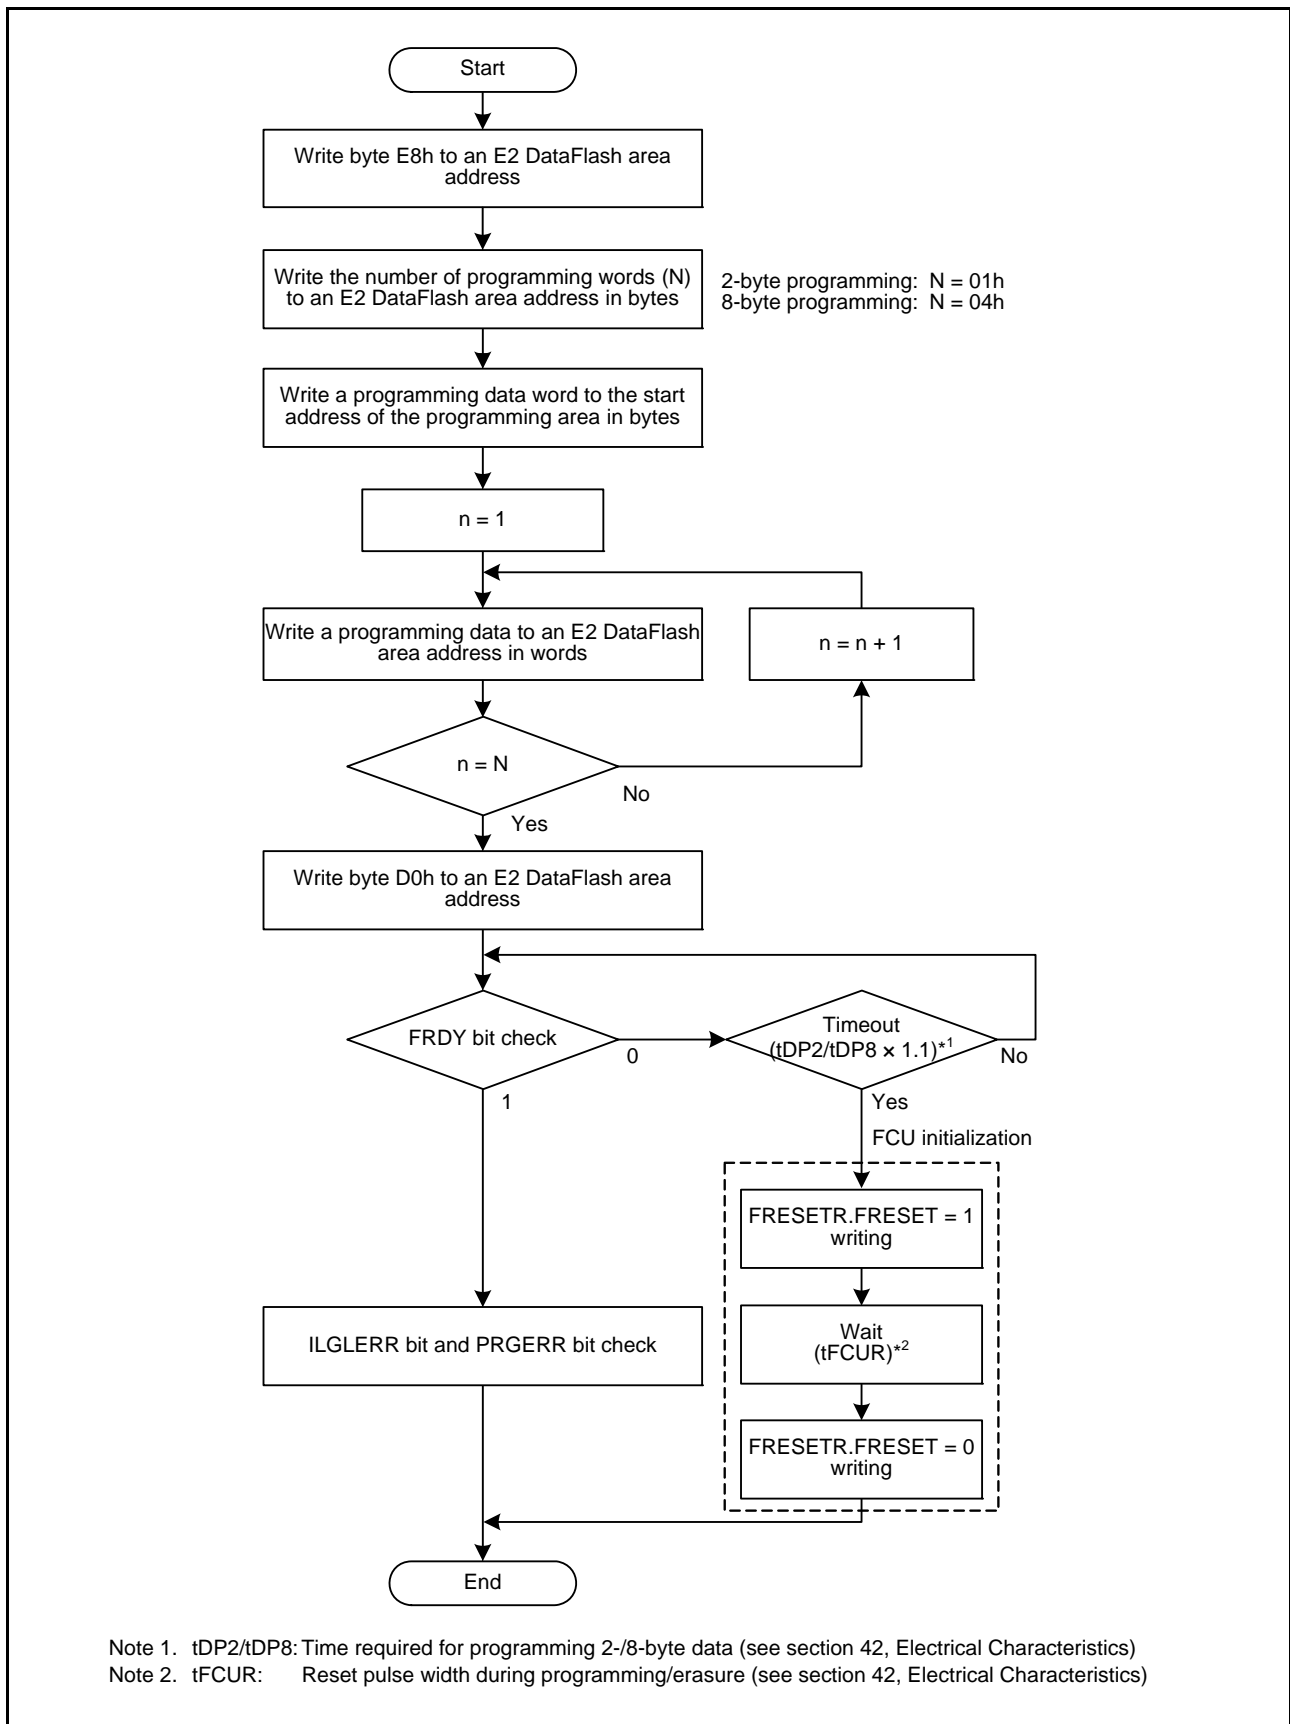 Start
Write byte E8h to an E2 DataFlash area
address
Write the number of programming words (N)
to an E2 DataFlash area address in bytes
2-byte programming: N = 01h
8-byte programming: N = 04h
Write a programming data word to the start
address of the programming area in bytes
n = 1
Write a programming data to an E2 DataFlash
area address in words
n = n + 1
n = N
No
Yes
Write byte D0h to an E2 DataFlash area
address
FRDY bit check
0
1
Timeout
(tDP2/tDP8 × 1.1)*1
No
Yes
FCU initialization
FRESETR.FRESET = 1
writing
Wait
(tFCUR)*2
FRESETR.FRESET = 0
writing
ILGLERR bit and PRGERR bit check
End
Note 1. tDP2/tDP8: Time required for programming 2-/8-byte data (see section 42, Electrical Characteristics)
Note 2. tFCUR: Reset pulse width during programming/erasure (see section 42, Electrical Characteristics)